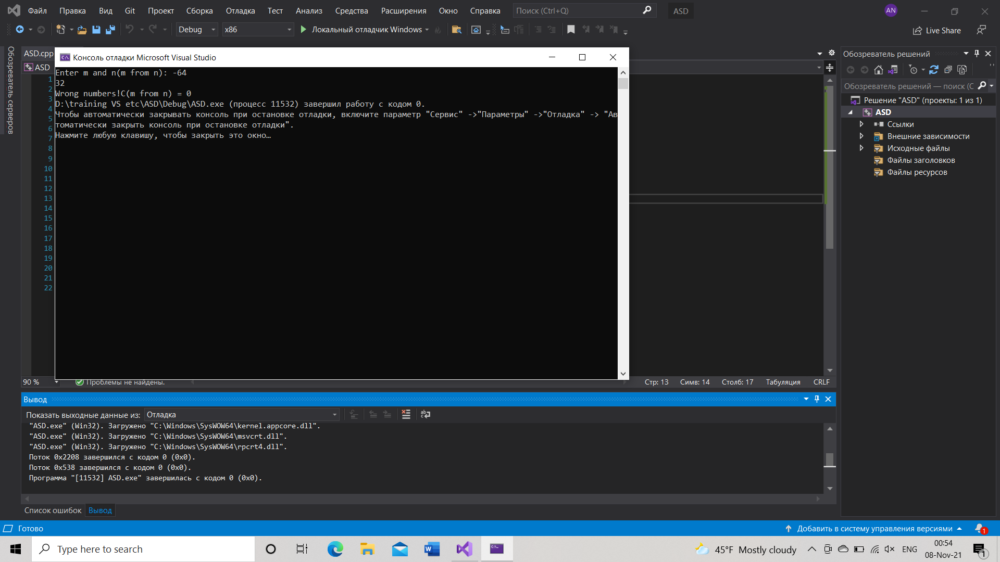 Файл Правка Вид Git Проект Сборка Отладка Тест Анализ Средства Расширения Окно Справка Поиск (Ctrl+Q) ASD AN
Debug x86 Локальный отладчик Windows Live Share
Обозреватель серверов
ASD.cpp
Консоль отладки Microsoft Visual Studio
ASD
Enter m and n(m from n): -64
32
Wrong numbers!C(m from n) = 0
D:\training VS etc\ASD\Debug\ASD.exe (процесс 11532) завершил работу с кодом 0.
Чтобы автоматически закрывать консоль при остановке отладки, включите параметр "Сервис" ->"Параметры" ->"Отладка" -> "Ав
томатически закрыть консоль при остановке отладки".
Нажмите любую клавишу, чтобы закрыть это окно…
1
2
3
4
5
6
7
8
9
10
11
12
13
14
15
16
17
18
19
20
21
22
Обозреватель решений
Обозреватель решений — поиск (C
Решение "ASD" (проекты: 1 из 1)
ASD
Ссылки
Внешние зависимости
Исходные файлы
Файлы заголовков
Файлы ресурсов
90 % Проблемы не найдены. Стр: 13 Симв: 14 Столб: 17 Табуляция CRLF
Вывод
Показать выходные данные из: Отладка
"ASD.exe" (Win32). Загружено "C:\Windows\SysWOW64\kernel.appcore.dll".
"ASD.exe" (Win32). Загружено "C:\Windows\SysWOW64\msvcrt.dll".
"ASD.exe" (Win32). Загружено "C:\Windows\SysWOW64\rpcrt4.dll".
Поток 0x2208 завершился с кодом 0 (0x0).
Поток 0x538 завершился с кодом 0 (0x0).
Программа "[11532] ASD.exe" завершилась с кодом 0 (0x0).
Список ошибок Вывод
Готово Добавить в систему управления версиями 1
Type here to search 45°F Mostly cloudy ENG 00:54
08-Nov-21 1